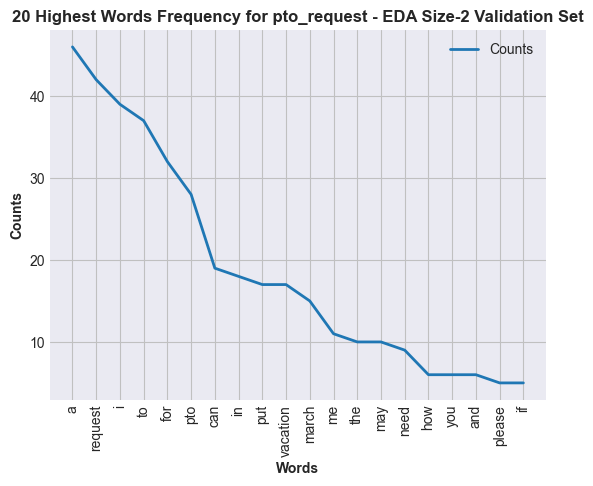 20 Highest Words Frequency for pto_request - EDA Size-2 Validation Set
Counts
40
30
20
10
Counts
a
request
i
to
for
pto
can
in
put
vacation
march
me
the
may
need
how
you
and
please
if
Words